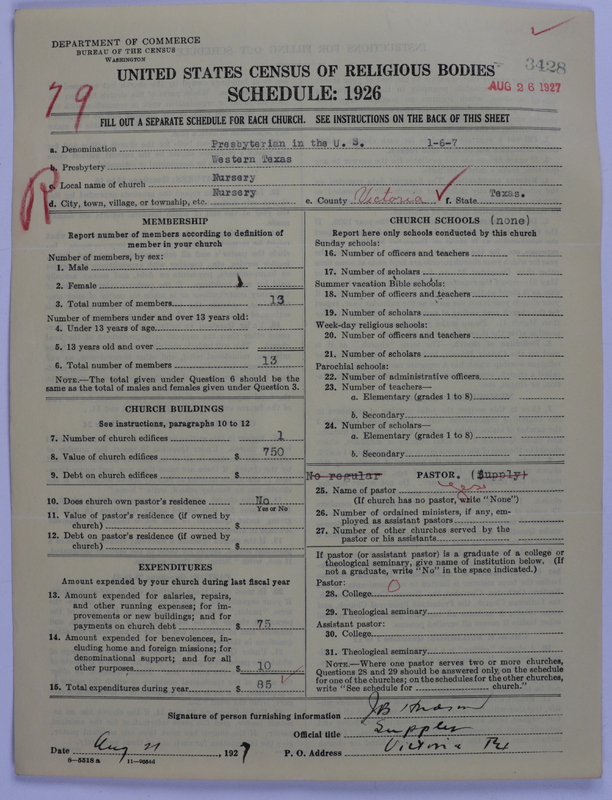 DEPARTMENT OF COMMERCE
BUREAU OF THE CENSUS
WASHINGTON
3428
AUG 26 1927
79
UNITED STATES CENSUS OF RELIGIOUS BODIES
SCHEDULE: 1926
FILL OUT A SEPARATE SCHEDULE FOR EACH CHURCH. SEE INSTRUCTIONS ON THE BACK OF THIS SHEET
a. Denomination Presbyterian in the U. S. 1-6-7
b. Presbytery Western Texas
c. Local name of church Nursery
d. City, town, village, or township, etc. Nursery e. County Victoria f. State Texas.
R
MEMBERSHIP
Report number of members according to definition of
member in your church
Number of members, by sex:
1. Male
2. Female
3. Total number of members 13
Number of members under and over 13 years old:
4. Under 13 years of age
5. 13 years old and over
6. Total number of members 13
NOTE.—The total given under Question 6 should be the
same as the total of males and females given under Question 3.
CHURCH BUILDINGS
See instructions, paragraphs 10 to 12
7. Number of church edifices 1
8. Value of church edifices $ 750
9. Debt on church edifices $
10. Does church own pastor's residence No
Yes or No
11. Value of pastor's residence (if owned by
church) $
12. Debt on pastor's residence (if owned by
church) $
EXPENDITURES
Amount expended by your church during last fiscal year
13. Amount expended for salaries, repairs,
and other running expenses; for im-
provements or new buildings; and for
payments on church debt $ 75
14. Amount expended for benevolences, in-
cluding home and foreign missions; for
denominational support; and for all
other purposes $ 10
15. Total expenditures during year $ 85
CHURCH SCHOOLS (none)
Report here only schools conducted by this church
Sunday schools:
16. Number of officers and teachers
17. Number of scholars
Summer vacation Bible schools:
18. Number of officers and teachers
19. Number of scholars
Week-day religious schools:
20. Number of officers and teachers
21. Number of scholars
Parochial schools:
22. Number of administrative officers
23. Number of teachers—
a. Elementary (grades 1 to 8)
b. Secondary
24. Number of scholars—
a. Elementary (grades 1 to 8)
b. Secondary
No regular PASTOR. (Supply)
25. Name of pastor yes
(If church has no pastor, write "None")
26. Number of ordained ministers, if any, em-
ployed as assistant pastors
27. Number of other churches served by the
pastor or his assistants
If pastor (or assistant pastor) is a graduate of a college or
theological seminary, give name of institution below. (If
not a graduate, write "No" in the space indicated.)
Pastor:
28. College O
29. Theological seminary
Assistant pastor:
30. College
31. Theological seminary
NOTE.—Where one pastor serves two or more churches,
Questions 28 and 29 should be answered only on the schedule
for one of the churches; on the schedules for the other churches,
write "See schedule for church."
Signature of person furnishing information J B Hudson
Official title Supply
Date Aug 21, 1927 P. O. Address Victoria Tex
8—5518 a 11—9064d